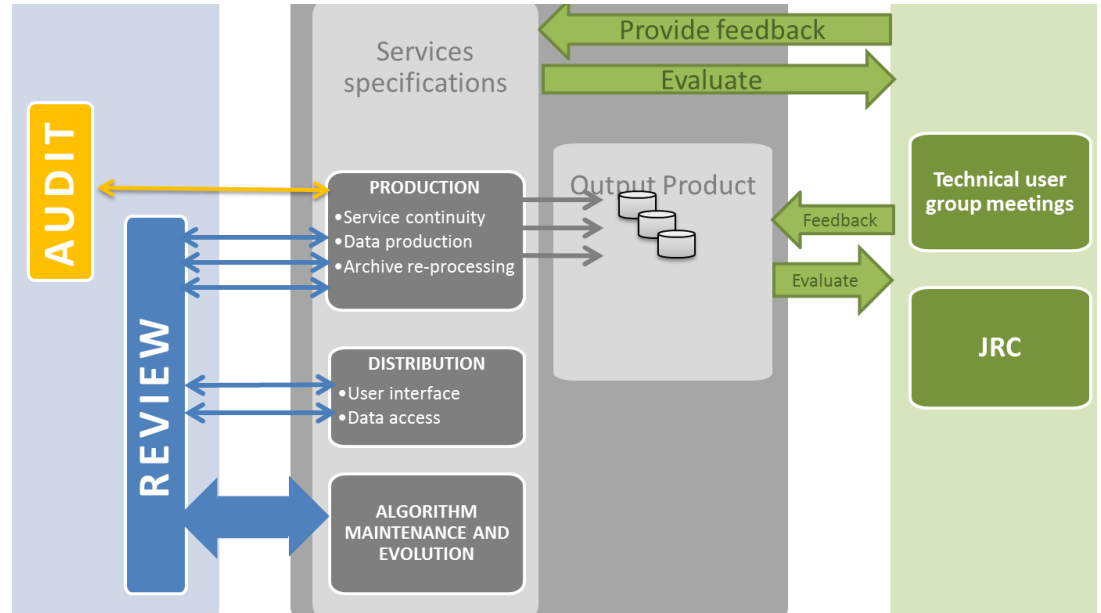 Services
specifications
Provide feedback
Evaluate
AUDIT
REVIEW
PRODUCTION
•Service continuity
•Data production
•Archive re-processing
DISTRIBUTION
•User interface
•Data access
ALGORITHM
MAINTENANCE AND
EVOLUTION
Output Product
Feedback
Evaluate
Technical user
group meetings
JRC